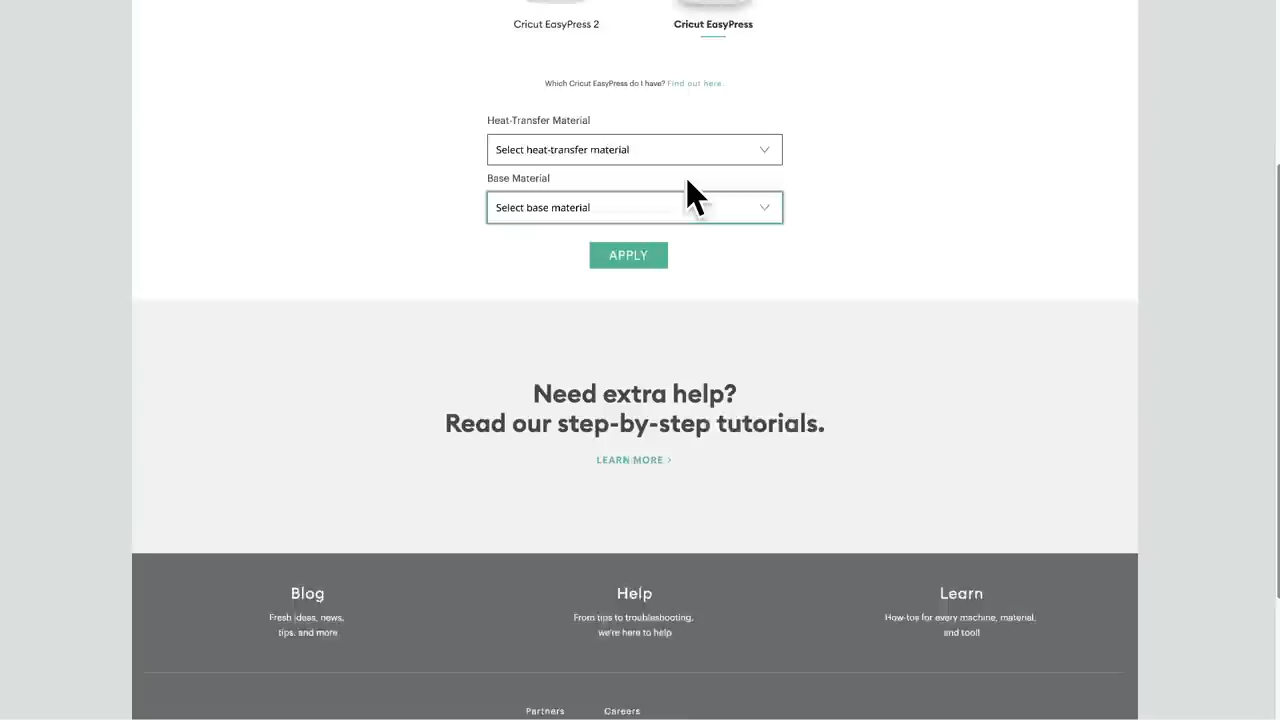 Cricut EasyPress 2
Cricut EasyPress
Which Cricut EasyPress do I have? Find out here.
Heat-Transfer Material
Select heat-transfer material
Base Material
Select base material
APPLY
Need extra help?
Read our step-by-step tutorials.
LEARN MORE >
Blog
Fresh ideas, news,
tips, and more
Help
From tips to troubleshooting,
we're here to help
Learn
How-tos for every machine, material,
and tool!
Partners
Careers